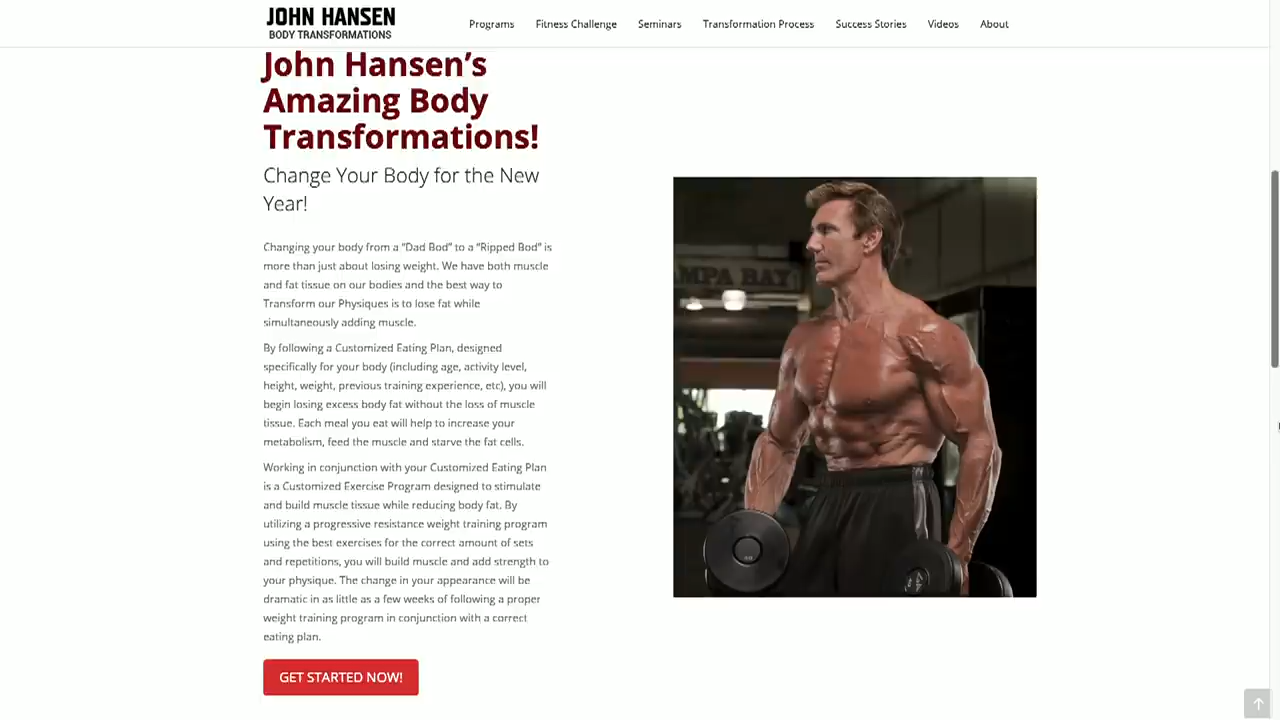 JOHN HANSEN
BODY TRANSFORMATIONS
Programs
Fitness Challenge
Seminars
Transformation Process
Success Stories
Videos
About
John Hansen’s
Amazing Body
Transformations!
Change Your Body for the New
Year!
Changing your body from a “Dad Bod” to a “Ripped Bod” is
more than just about losing weight. We have both muscle
and fat tissue on our bodies and the best way to
Transform our Physiques is to lose fat while
simultaneously adding muscle.
By following a Customized Eating Plan, designed
specifically for your body (including age, activity level,
height, weight, previous training experience, etc), you will
begin losing excess body fat without the loss of muscle
tissue. Each meal you eat will help to increase your
metabolism, feed the muscle and starve the fat cells.
Working in conjunction with your Customized Eating Plan
is a Customized Exercise Program designed to stimulate
and build muscle tissue while reducing body fat. By
utilizing a progressive resistance weight training program
using the best exercises for the correct amount of sets
and repetitions, you will build muscle and add strength to
your physique. The change in your appearance will be
dramatic in as little as a few weeks of following a proper
weight training program in conjunction with a correct
eating plan.
GET STARTED NOW!
AMPA BAY